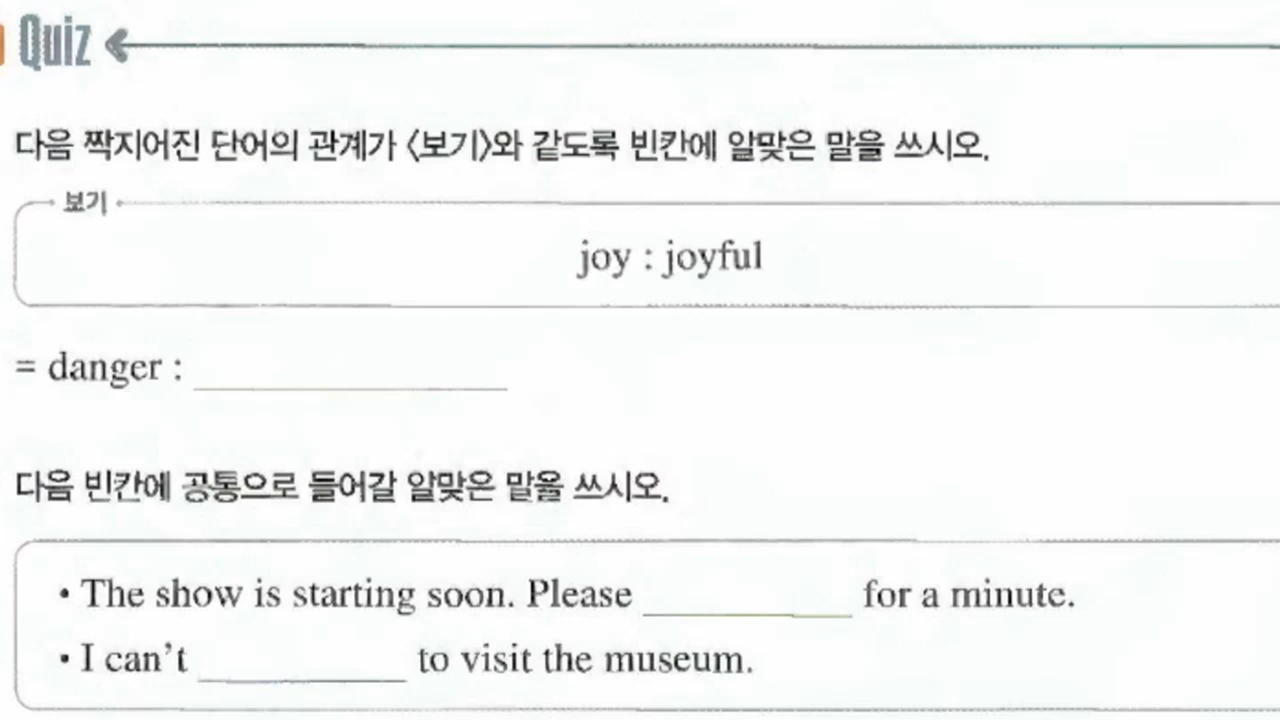 Quiz
다음 짝지어진 단어의 관계가 〈보기〉와 같도록 빈칸에 알맞은 말을 쓰시오.
보기
joy : joyful
= danger : ____________
다음 빈칸에 공통으로 들어갈 알맞은 말을 쓰시오.
• The show is starting soon. Please ________ for a minute.
• I can't ________ to visit the museum.